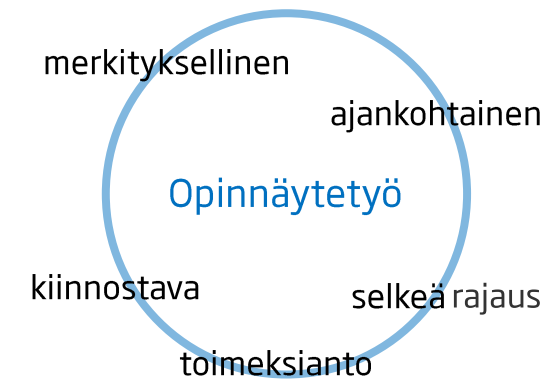 merkityksellinen
ajankohtainen
Opinnäytetyö
kiinnostava
selkeä rajaus
toimeksianto